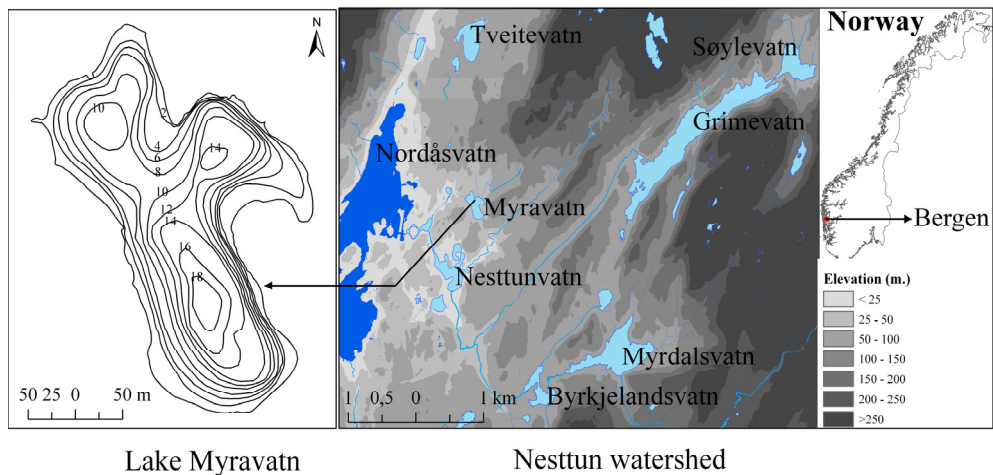 N
10
2
4
6
8
14
10
12
14
16
18
50 25 0 50 m
Tveitevatn
Søylevatn
Grimevatn
Nordåsvatn
Myravatn
Nesttunvatn
Myrdalsvatn
Byrkjelandsvatn
1 0,5 0 1 km
Norway
Bergen
Elevation (m.)
< 25
25 - 50
50 - 100
100 - 150
150 - 200
200 - 250
>250
Lake Myravatn
Nesttun watershed